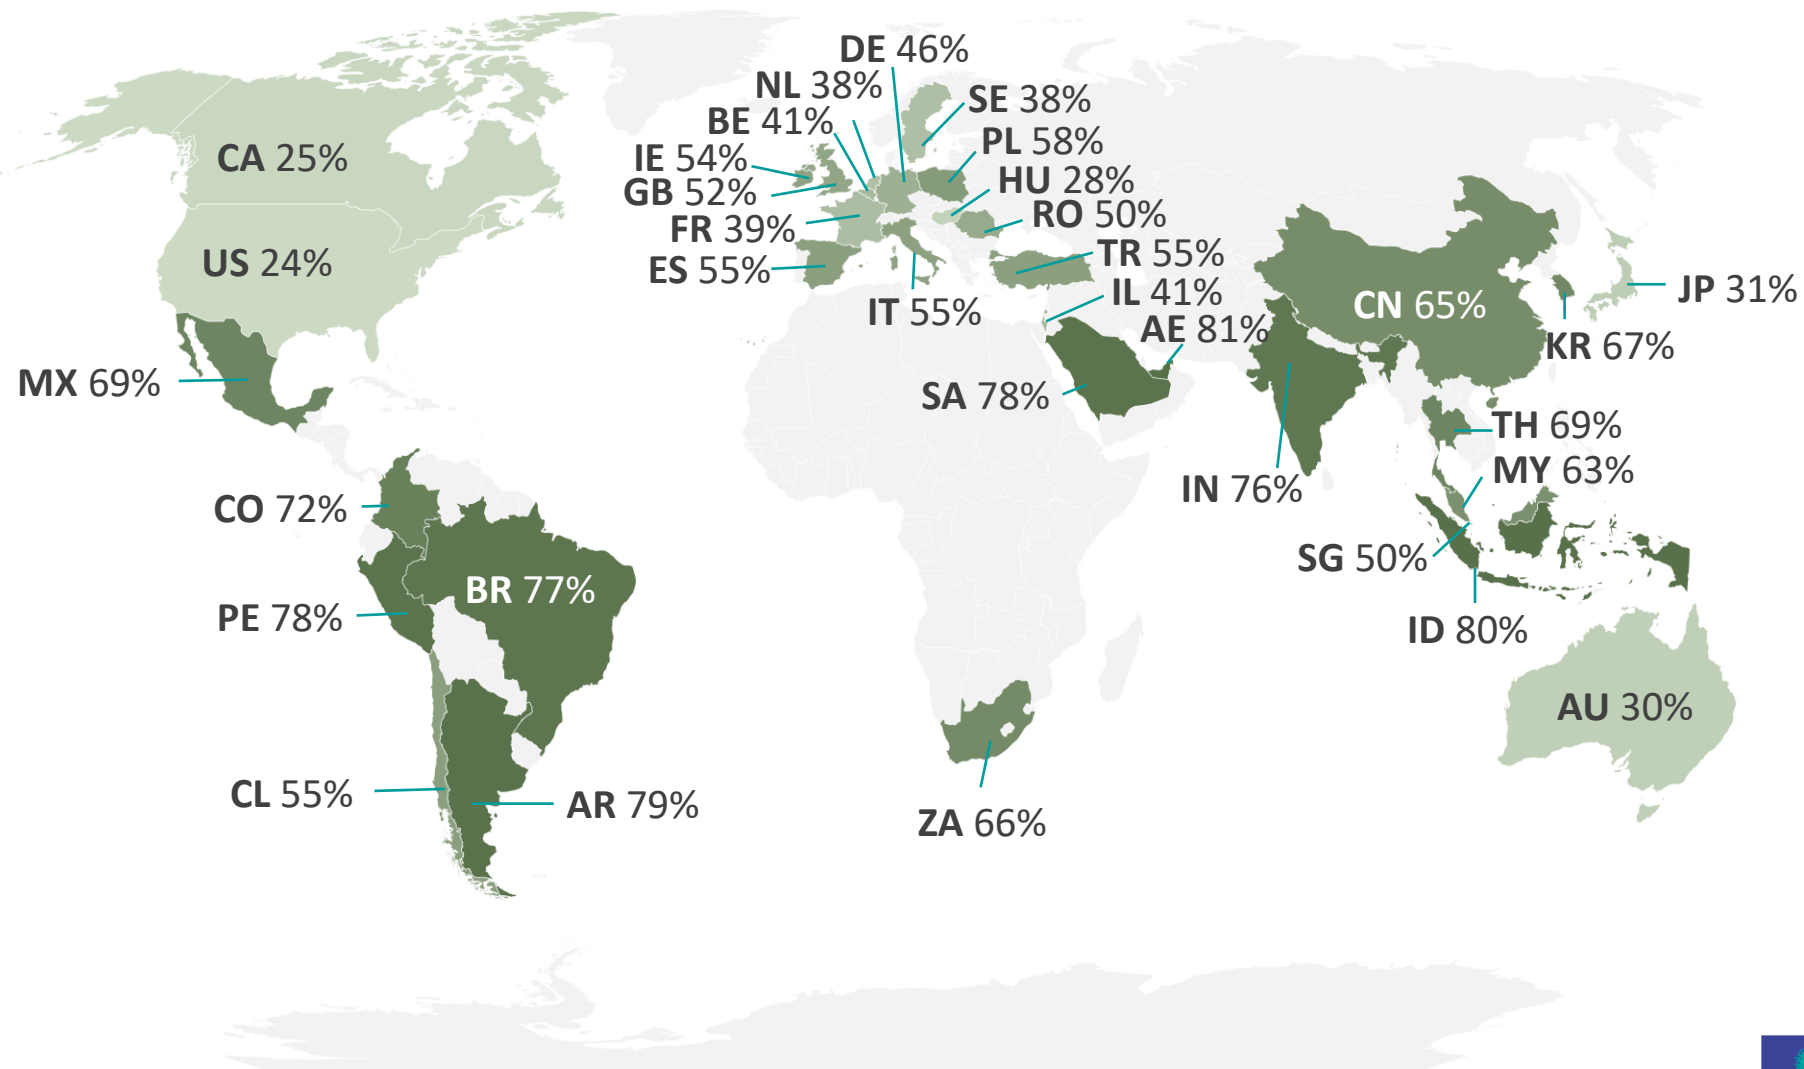 DE 46%
NL 38%
SE 38%
BE 41%
PL 58%
IE 54%
CA 25%
HU 28%
GB 52%
RO 50%
FR 39%
TR 55%
US 24%
ES 55%
IL 41%
JP 31%
IT 55%
CN 65%
AE 81%
KR 67%
MX 69%
SA 78%
TH 69%
MY 63%
IN 76%
CO 72%
SG 50%
BR 77%
PE 78%
ID 80%
AU 30%
CL 55%
AR 79%
ZA 66%